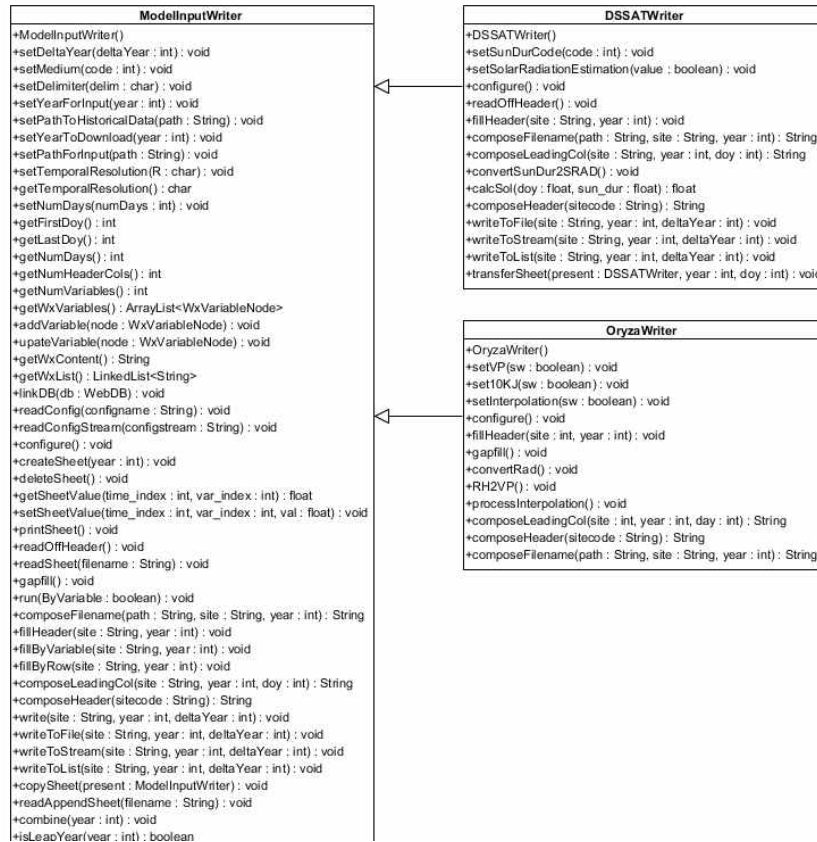 ModelInputWriter
+ModelInputWriter()
+setDeltaYear(deltaYear : int) : void
+setMedium(code : int) : void
+setDelimiter(delim : char) : void
+setYearForInput(year : int) : void
+setPathToHistoricalData(path : String) : void
+setYearToDownload(year : int) : void
+setPathForInput(path : String) : void
+setTemporalResolution(R : char) : void
+getTemporalResolution() : char
+setNumDays(numDays : int) : void
+getFirstDoy() : int
+getLastDoy() : int
+getNumDays() : int
+getNumHeaderCols() : int
+getNumVariables() : int
+getWxVariables() : ArrayList<WxVariableNode>
+addVariable(node : WxVariableNode) : void
+upateVariable(node : WxVariableNode) : void
+getWxContent() : String
+getWxList() : LinkedList<String>
+linkDB(db : WebDB) : void
+readConfig(configname : String) : void
+readConfigStream(configstream : String) : void
+configure() : void
+createSheet(year : int) : void
+deleteSheet() : void
+getSheetValue(time_index : int, var_index : int) : float
+setSheetValue(time_index : int, var_index : int, val : float) : void
+printSheet() : void
+readOffHeader() : void
+readSheet(filename : String) : void
+gapfill() : void
+run(ByVariable : boolean) : void
+composeFilename(path : String, site : String, year : int) : String
+fillHeader(site : String, year : int) : void
+fillByVariable(site : String, year : int) : void
+fillByRow(site : String, year : int) : void
+composeLeadingCol(site : String, year : int, doy : int) : String
+composeHeader(sitecode : String) : String
+write(site : String, year : int, deltaYear : int) : void
+writeToFile(site : String, year : int, deltaYear : int) : void
+writeToStream(site : String, year : int, deltaYear : int) : void
+writeToList(site : String, year : int, deltaYear : int) : void
+copySheet(present : ModelInputWriter) : void
+readAppendSheet(filename : String) : void
+combine(year : int) : void
+isLeapYear(year : int) : boolean
DSSATWriter
+DSSATWriter()
+setSunDurCode(code : int) : void
+setSolarRadiationEstimation(value : boolean) : void
+configure() : void
+readOffHeader() : void
+fillHeader(site : String, year : int) : void
+composeFilename(path : String, site : String, year : int) : String
+composeLeadingCol(site : String, year : int, doy : int) : String
+convertSunDur2SRAD() : void
+calcSol(doy : float, sun_dur : float) : float
+composeHeader(sitecode : String) : String
+writeToFile(site : String, year : int, deltaYear : int) : void
+writeToStream(site : String, year : int, deltaYear : int) : void
+writeToList(site : String, year : int, deltaYear : int) : void
+transferSheet(present : DSSATWriter, year : int, doy : int) : void
OryzaWriter
+OryzaWriter()
+setVP(sw : boolean) : void
+set10KJ(sw : boolean) : void
+setInterpolation(sw : boolean) : void
+configure() : void
+fillHeader(site : int, year : int) : void
+gapfill() : void
+convertRad() : void
+RH2VP() : void
+processInterpolation() : void
+composeLeadingCol(site : int, year : int, day : int) : String
+composeHeader(sitecode : String) : String
+composeFilename(path : String, site : String, year : int) : String